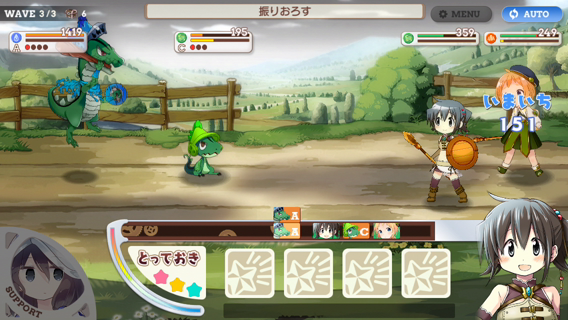 WAVE 3/3
6
振りおろす
MENU
AUTO
1419
A
195
C
359
249
いまいち
151
A
A
C
とっておき
SUPPORT